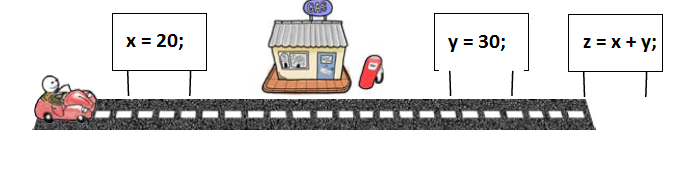 x = 20;
GAS
y = 30;
z = x + y;